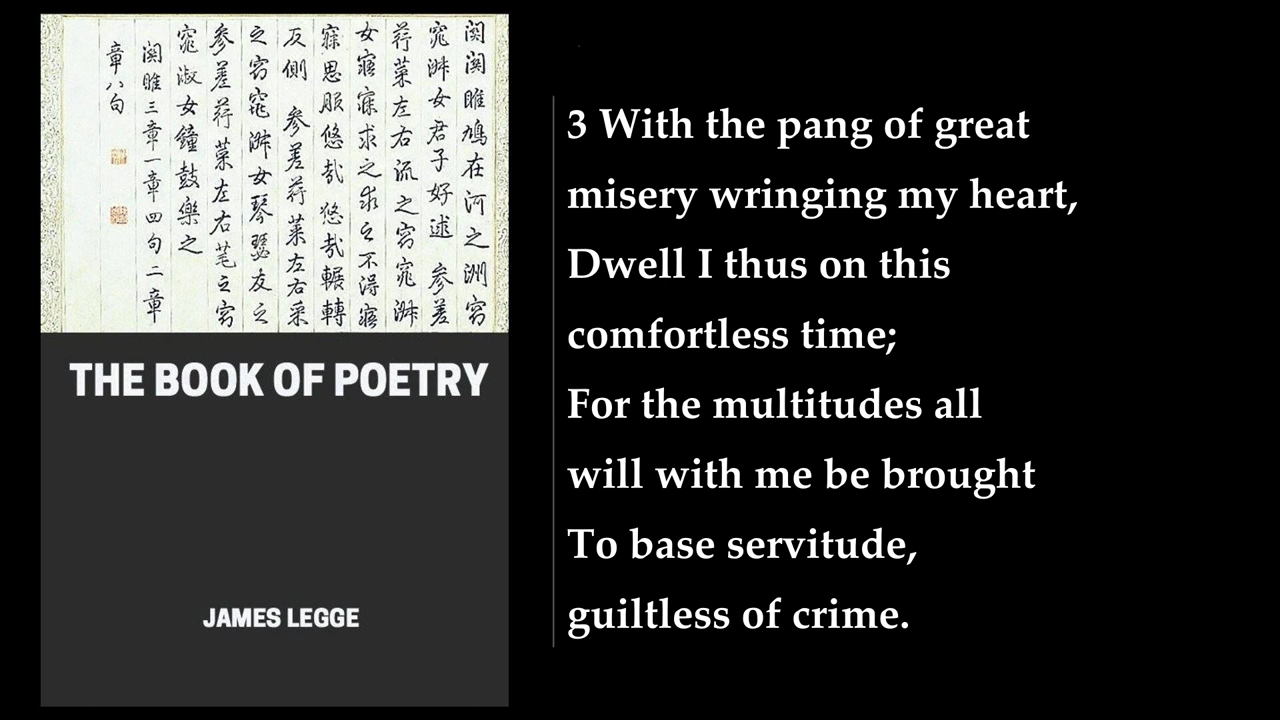 関関雎鳩在河之洲窈
窕淑女君子好逑 参差
荇菜左右流之窈窕淑
女寤寐求之求之不得寤
寐思服悠哉悠哉輾轉
反側 参差荇菜左右采
之窈窕淑女琴瑟友之
参差荇菜左右芼之窈
窕淑女鐘鼓樂之
関雎三章一章四句二章
章八句
THE BOOK OF POETRY
JAMES LEGGE
3 With the pang of great
misery wringing my heart,
Dwell I thus on this
comfortless time;
For the multitudes all
will with me be brought
To base servitude,
guiltless of crime.